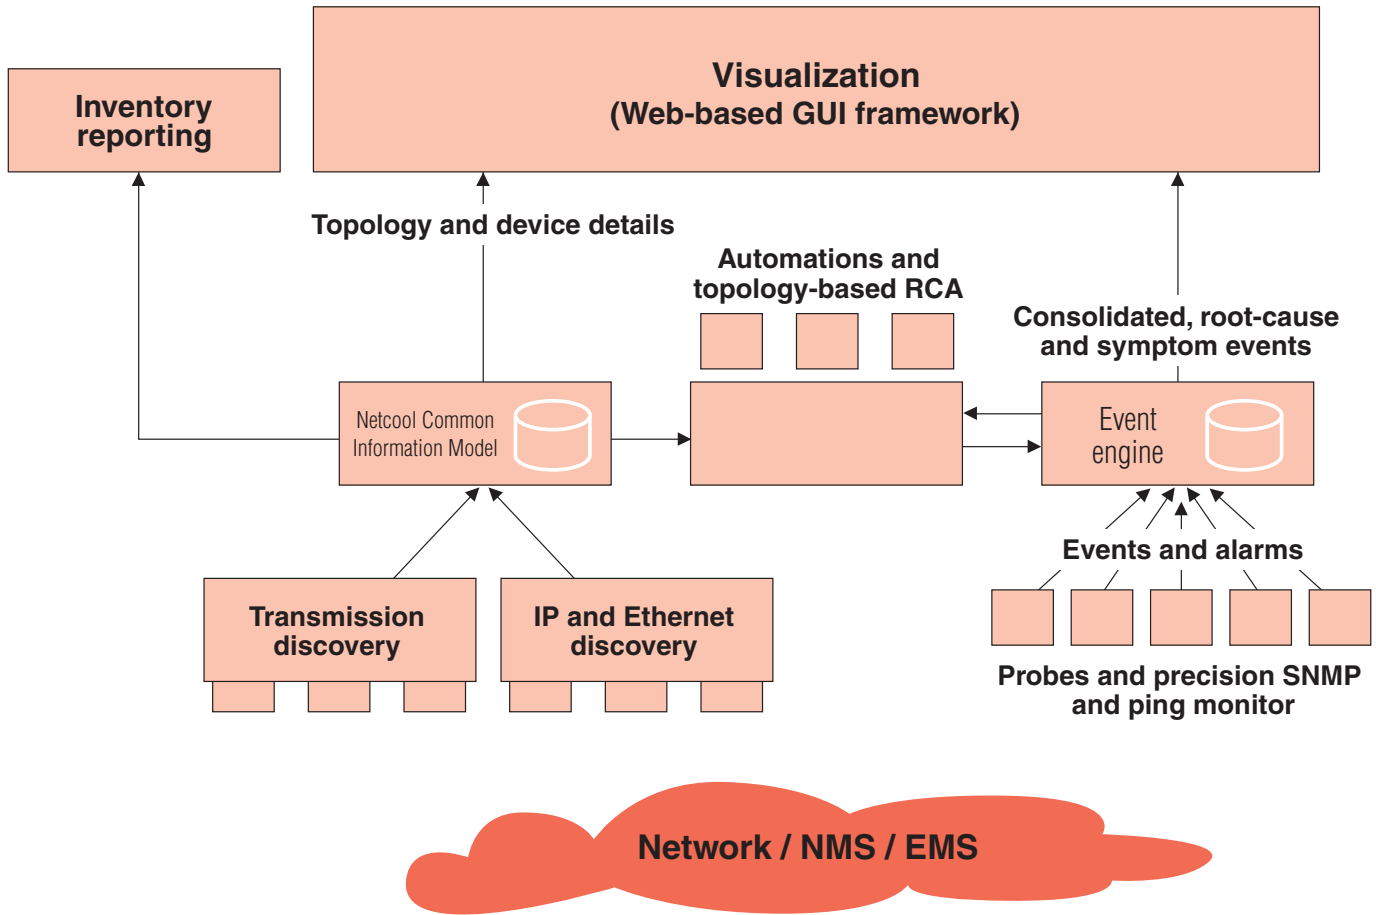 Visualization
(Web-based GUI framework)
Inventory
reporting
Topology and device details
Automations and
topology-based RCA
Consolidated, root-cause
and symptom events
Netcool Common
Information Model
Event
engine
Events and alarms
Transmission
discovery
IP and Ethernet
discovery
Probes and precision SNMP
and ping monitor
Network / NMS / EMS